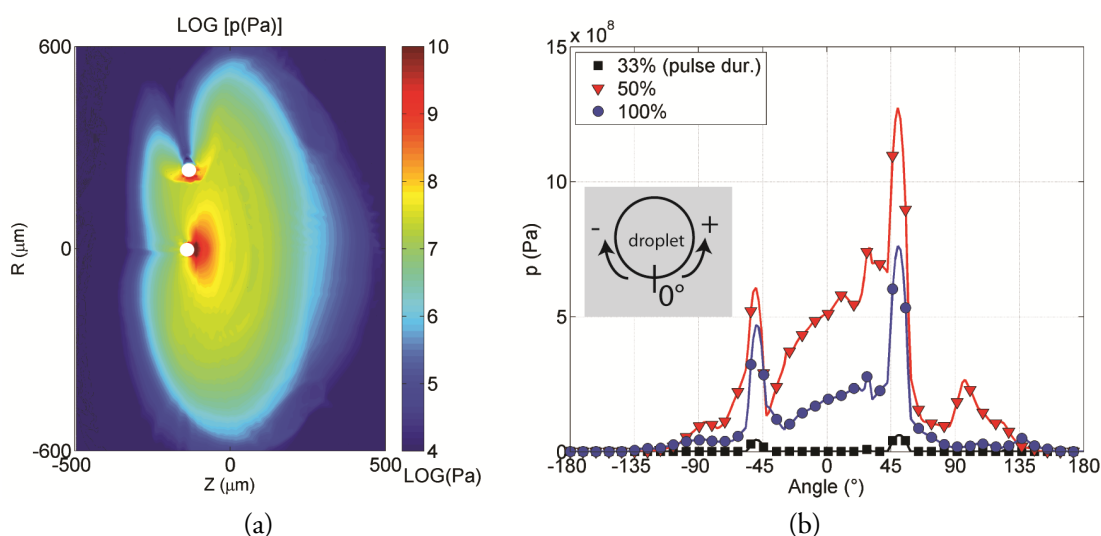 LOG [p(Pa)]
600
0
-600
R (μm)
-500
0
500
Z (μm)
10
9
8
7
6
5
4
LOG(Pa)
(a)
15 x 10⁸
10
5
0
p (Pa)
33% (pulse dur.)
50%
100%
- droplet +
0°
-180 -135 -90 -45 0 45 90 135 180
Angle (°)
(b)